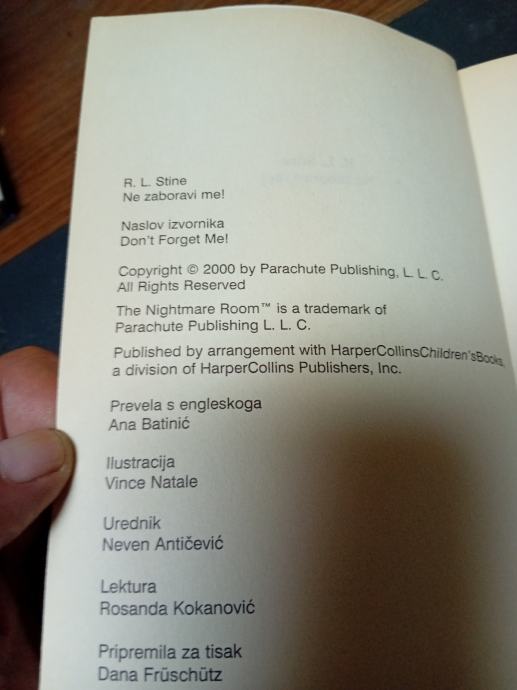 R. L. Stine
Ne zaboravi me!
Naslov izvornika
Don't Forget Me!
Copyright © 2000 by Parachute Publishing, L. L. C.
All Rights Reserved
The Nightmare Room™ is a trademark of
Parachute Publishing L. L. C.
Published by arrangement with HarperCollinsChildren'sBooks,
a division of HarperCollins Publishers, Inc.
Prevela s engleskoga
Ana Batinić
Ilustracija
Vince Natale
Urednik
Neven Antičević
Lektura
Rosanda Kokanović
Pripremila za tisak
Dana Früschütz